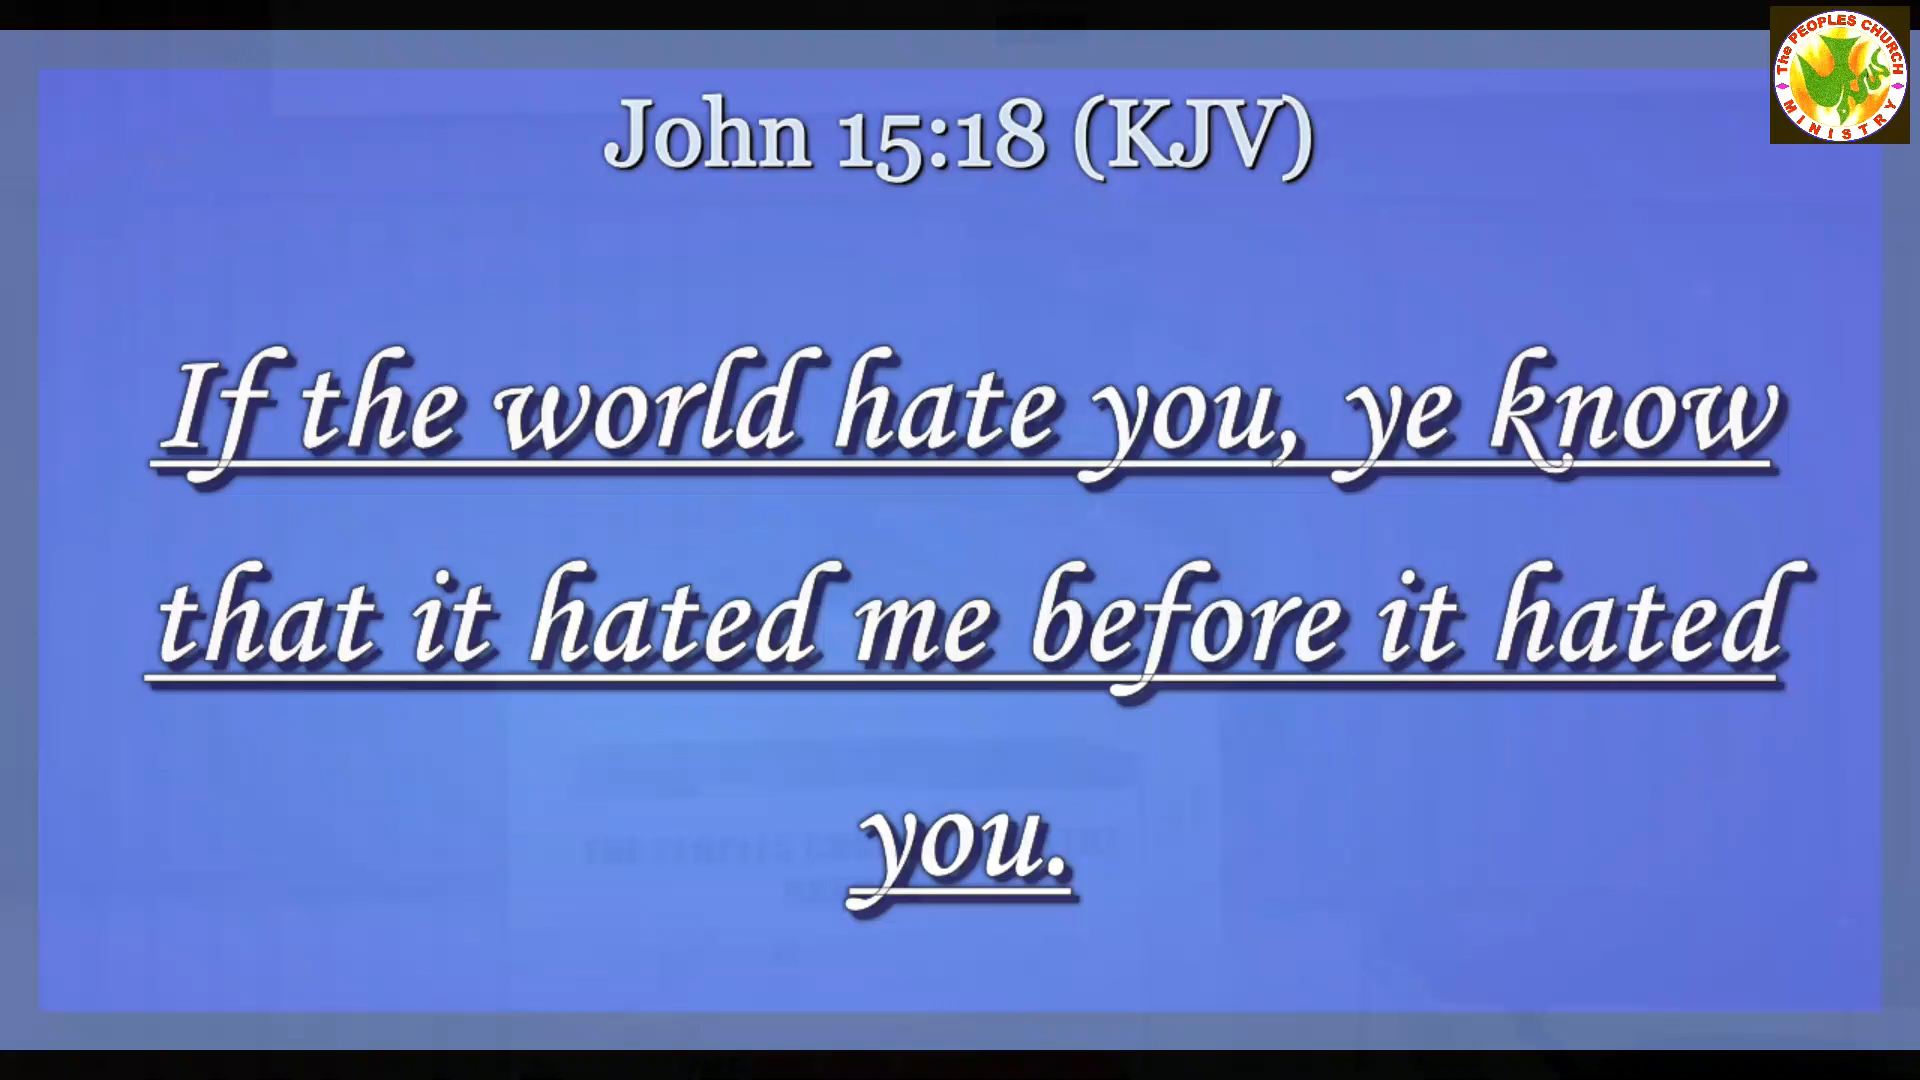 John 15:18 (KJV)
The PEOPLES CHURCH
MINISTRY
If the world hate you, ye know
that it hated me before it hated
you.